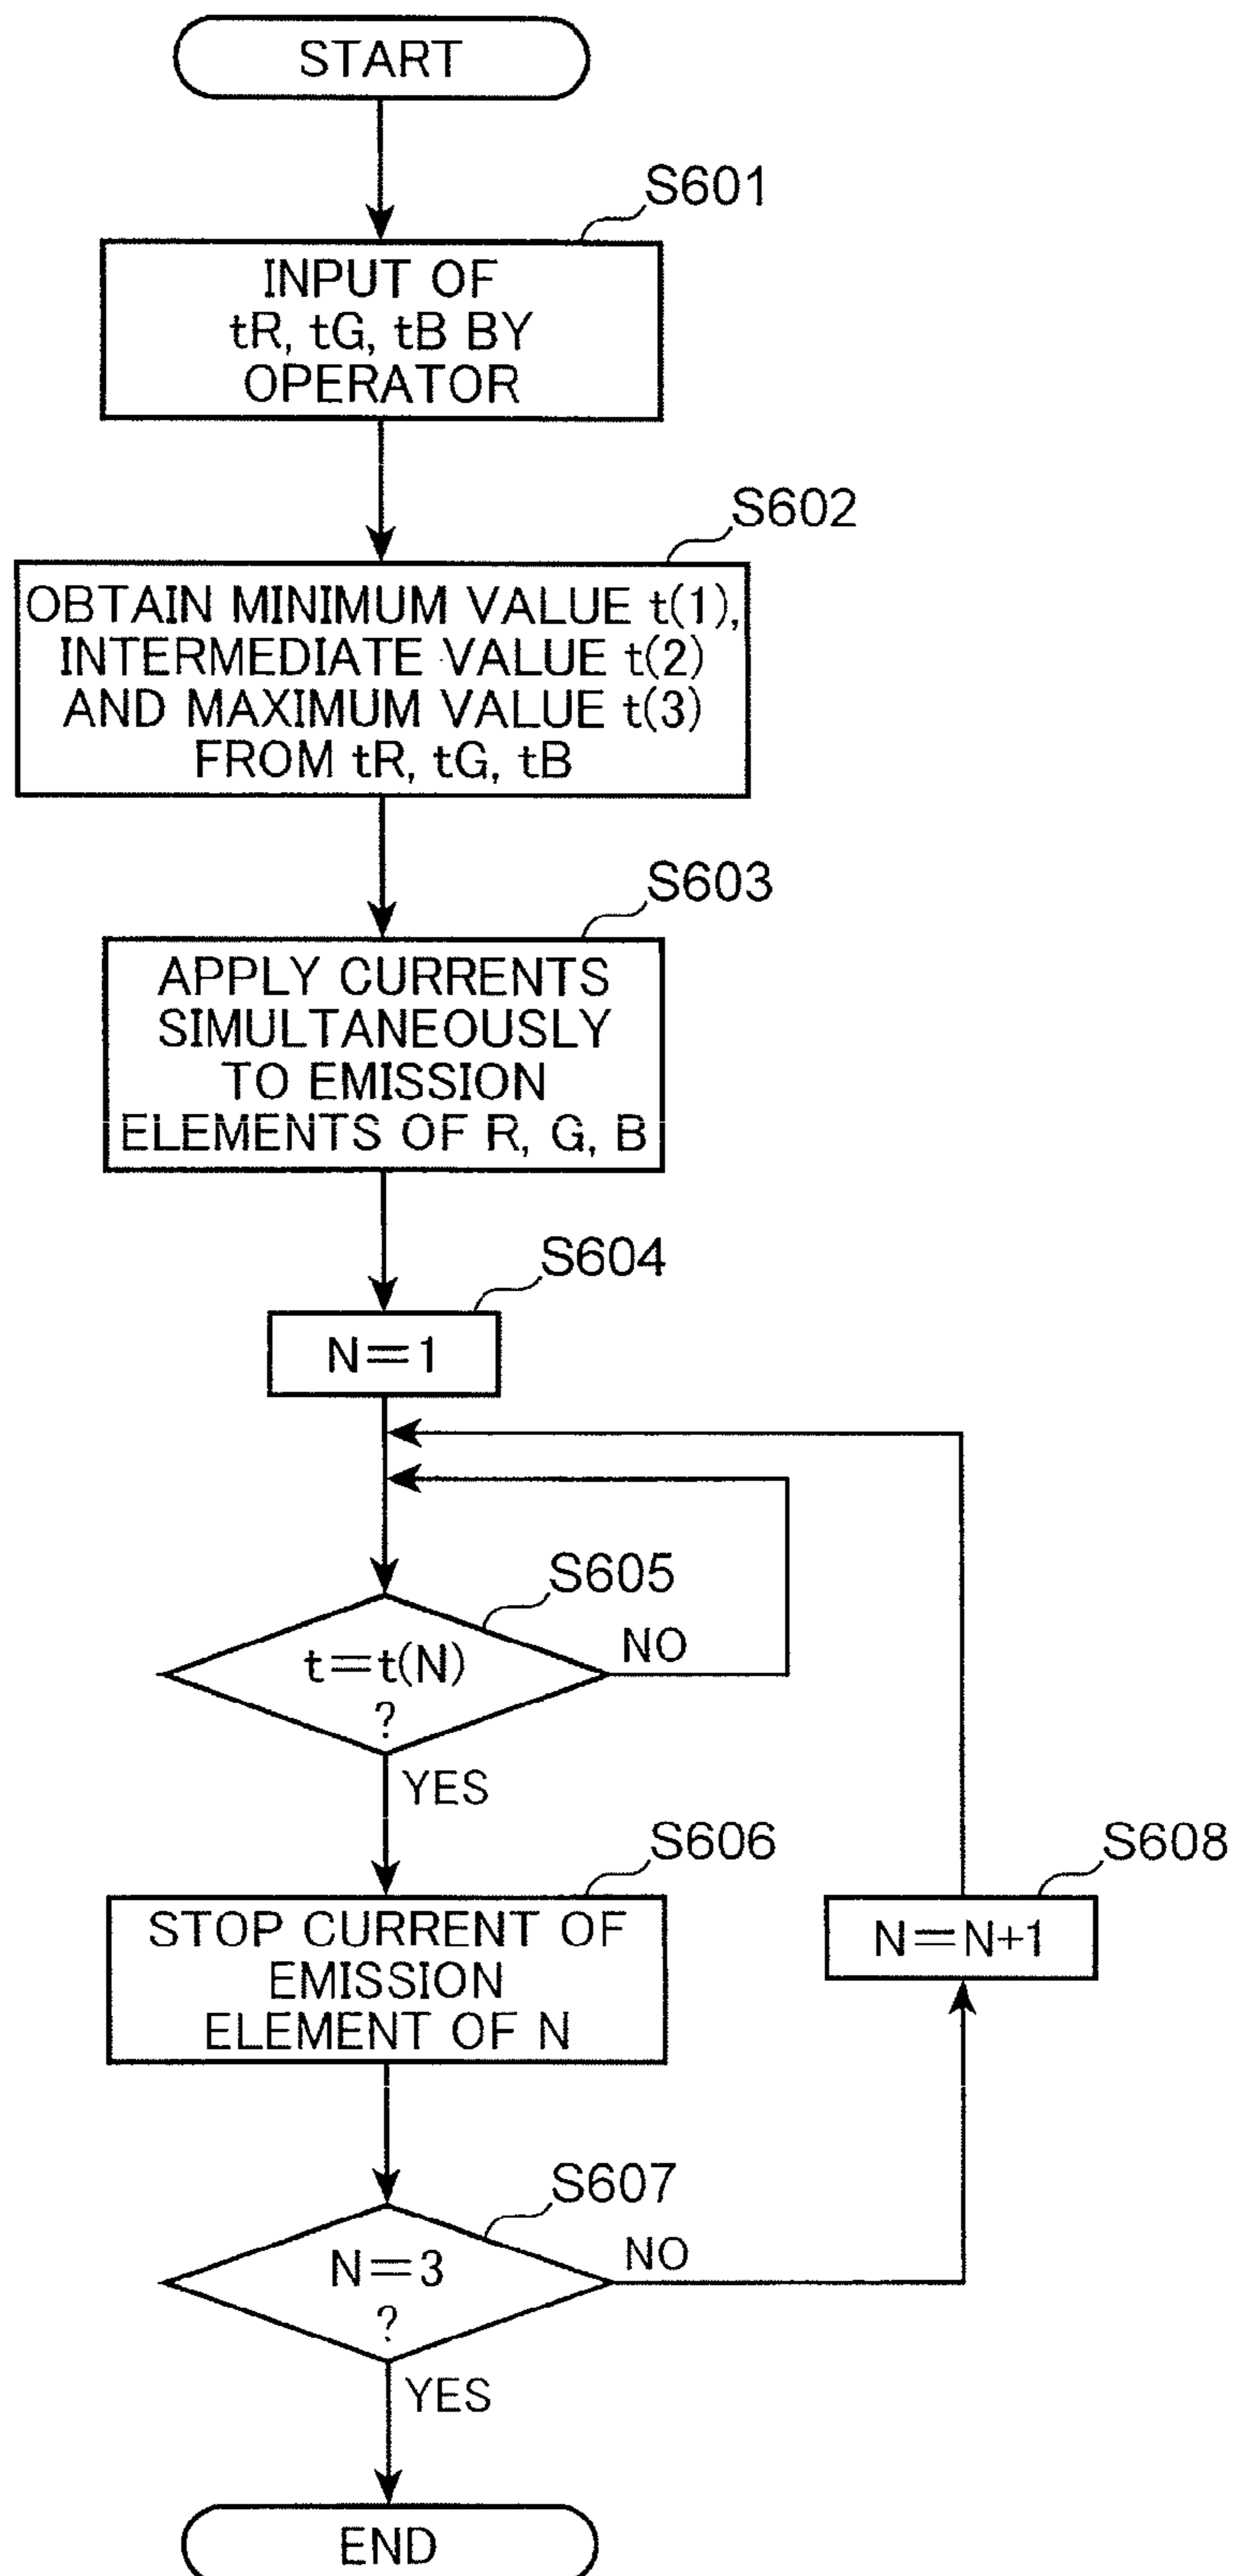 START
S601
INPUT OF
tR, tG, tB BY
OPERATOR
S602
OBTAIN MINIMUM VALUE t(1),
INTERMEDIATE VALUE t(2)
AND MAXIMUM VALUE t(3)
FROM tR, tG, tB
S603
APPLY CURRENTS
SIMULTANEOUSLY
TO EMISSION
ELEMENTS OF R, G, B
S604
N=1
S605
t=t(N)
?
NO
YES
S606
STOP CURRENT OF
EMISSION
ELEMENT OF N
S608
N=N+1
S607
N=3
?
NO
YES
END